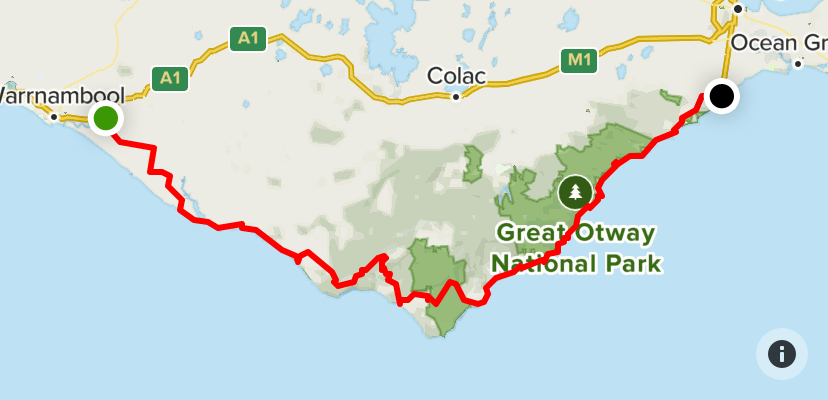 A1
M1
Ocean Gr
A1
Colac
Warrnambool
Great Otway
National Park